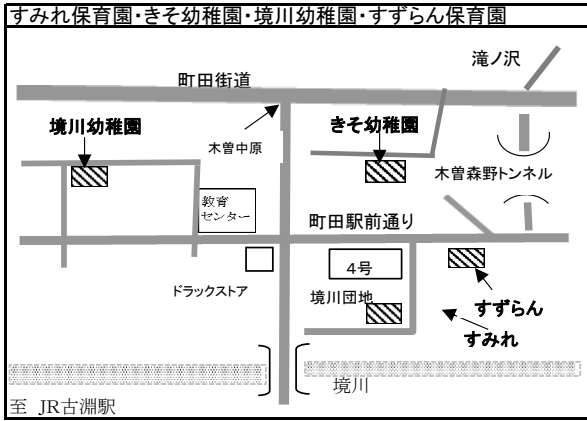 すみれ保育園・きそ幼稚園・境川幼稚園・すずらん保育園
滝ノ沢
町田街道
境川幼稚園
きそ幼稚園
木曽中原
木曽森野トンネル
教育
センター
町田駅前通り
4号
ドラックストア
境川団地
すずらん
すみれ
境川
至 JR古淵駅